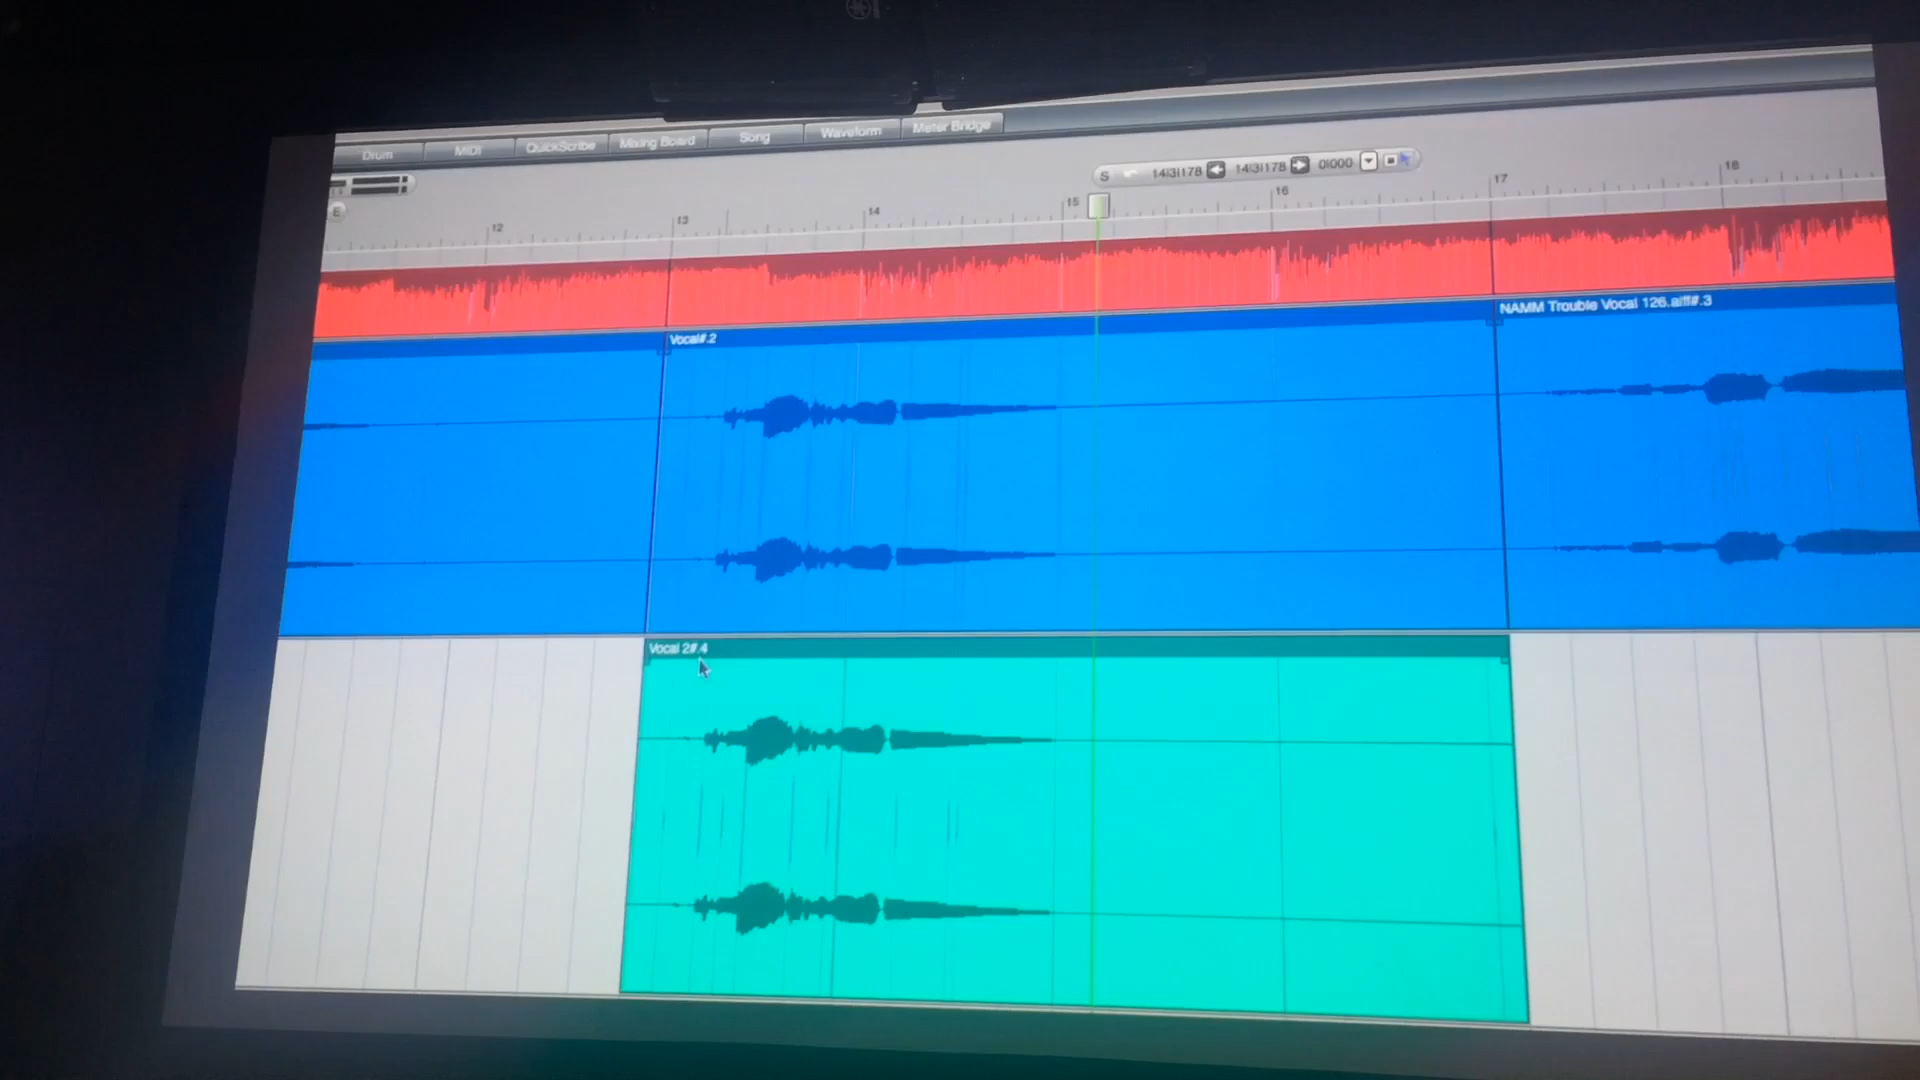 Drum MIDI QuickScribe Mixing Board Song Waveform Meter Bridge
S 14|3|178 14|3|178 0|000
E
12 13 14 15 16 17 18
NAMM Trouble Vocal 126.aiff#.3
Vocal#.2
Vocal 2#.4